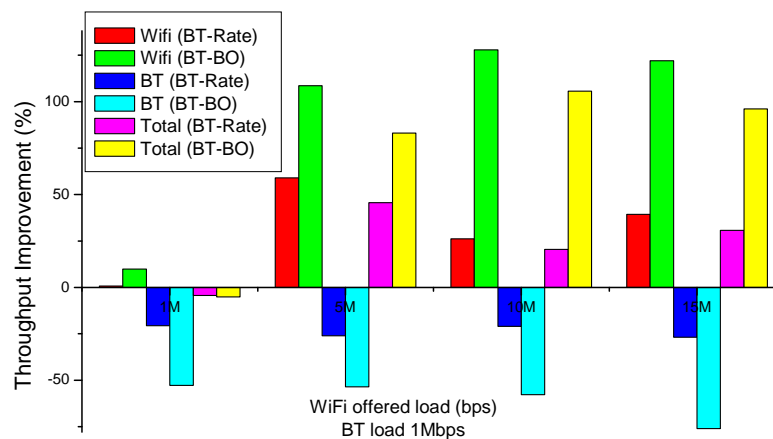 Wifi (BT-Rate)
Wifi (BT-BO)
BT (BT-Rate)
BT (BT-BO)
Total (BT-Rate)
Total (BT-BO)
Throughput Improvement (%)
100
50
0
-50
1M
5M
10M
15M
WiFi offered load (bps)
BT load 1Mbps